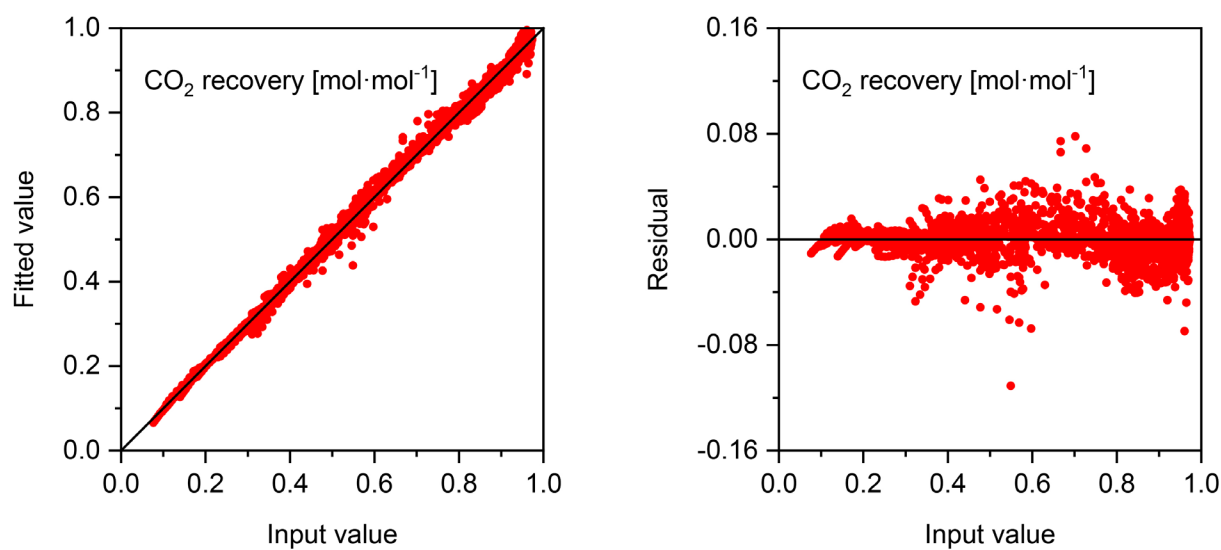 1.0
0.8
0.6
0.4
0.2
0.0
Fitted value
CO₂ recovery [mol·mol⁻¹]
0.0 0.2 0.4 0.6 0.8 1.0
Input value
0.16
0.08
0.00
-0.08
-0.16
Residual
CO₂ recovery [mol·mol⁻¹]
0.0 0.2 0.4 0.6 0.8 1.0
Input value